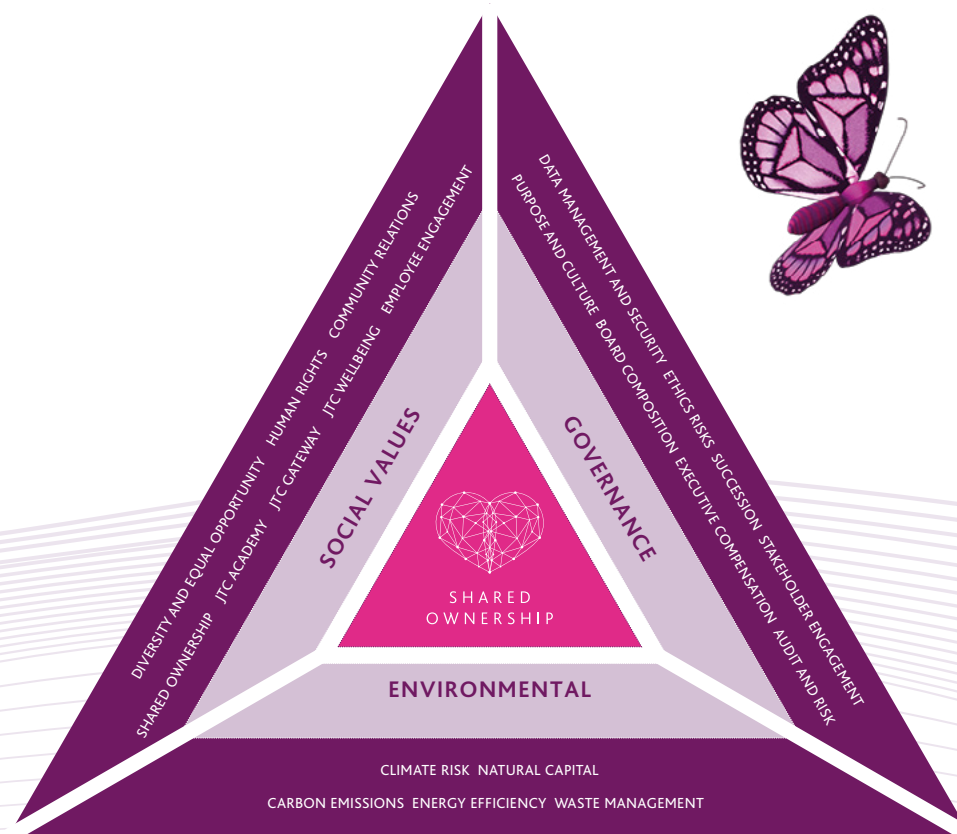 DIVERSITY AND EQUAL OPPORTUNITY HUMAN RIGHTS COMMUNITY RELATIONS
SHARED OWNERSHIP JTC ACADEMY JTC GATEWAY JTC WELLBEING EMPLOYEE ENGAGEMENT
SOCIAL VALUES
DATA MANAGEMENT AND SECURITY ETHICS RISKS SUCCESSION STAKEHOLDER ENGAGEMENT
PURPOSE AND CULTURE BOARD COMPOSITION EXECUTIVE COMPENSATION AUDIT AND RISK
GOVERNANCE
SHARED
OWNERSHIP
ENVIRONMENTAL
CLIMATE RISK NATURAL CAPITAL
CARBON EMISSIONS ENERGY EFFICIENCY WASTE MANAGEMENT